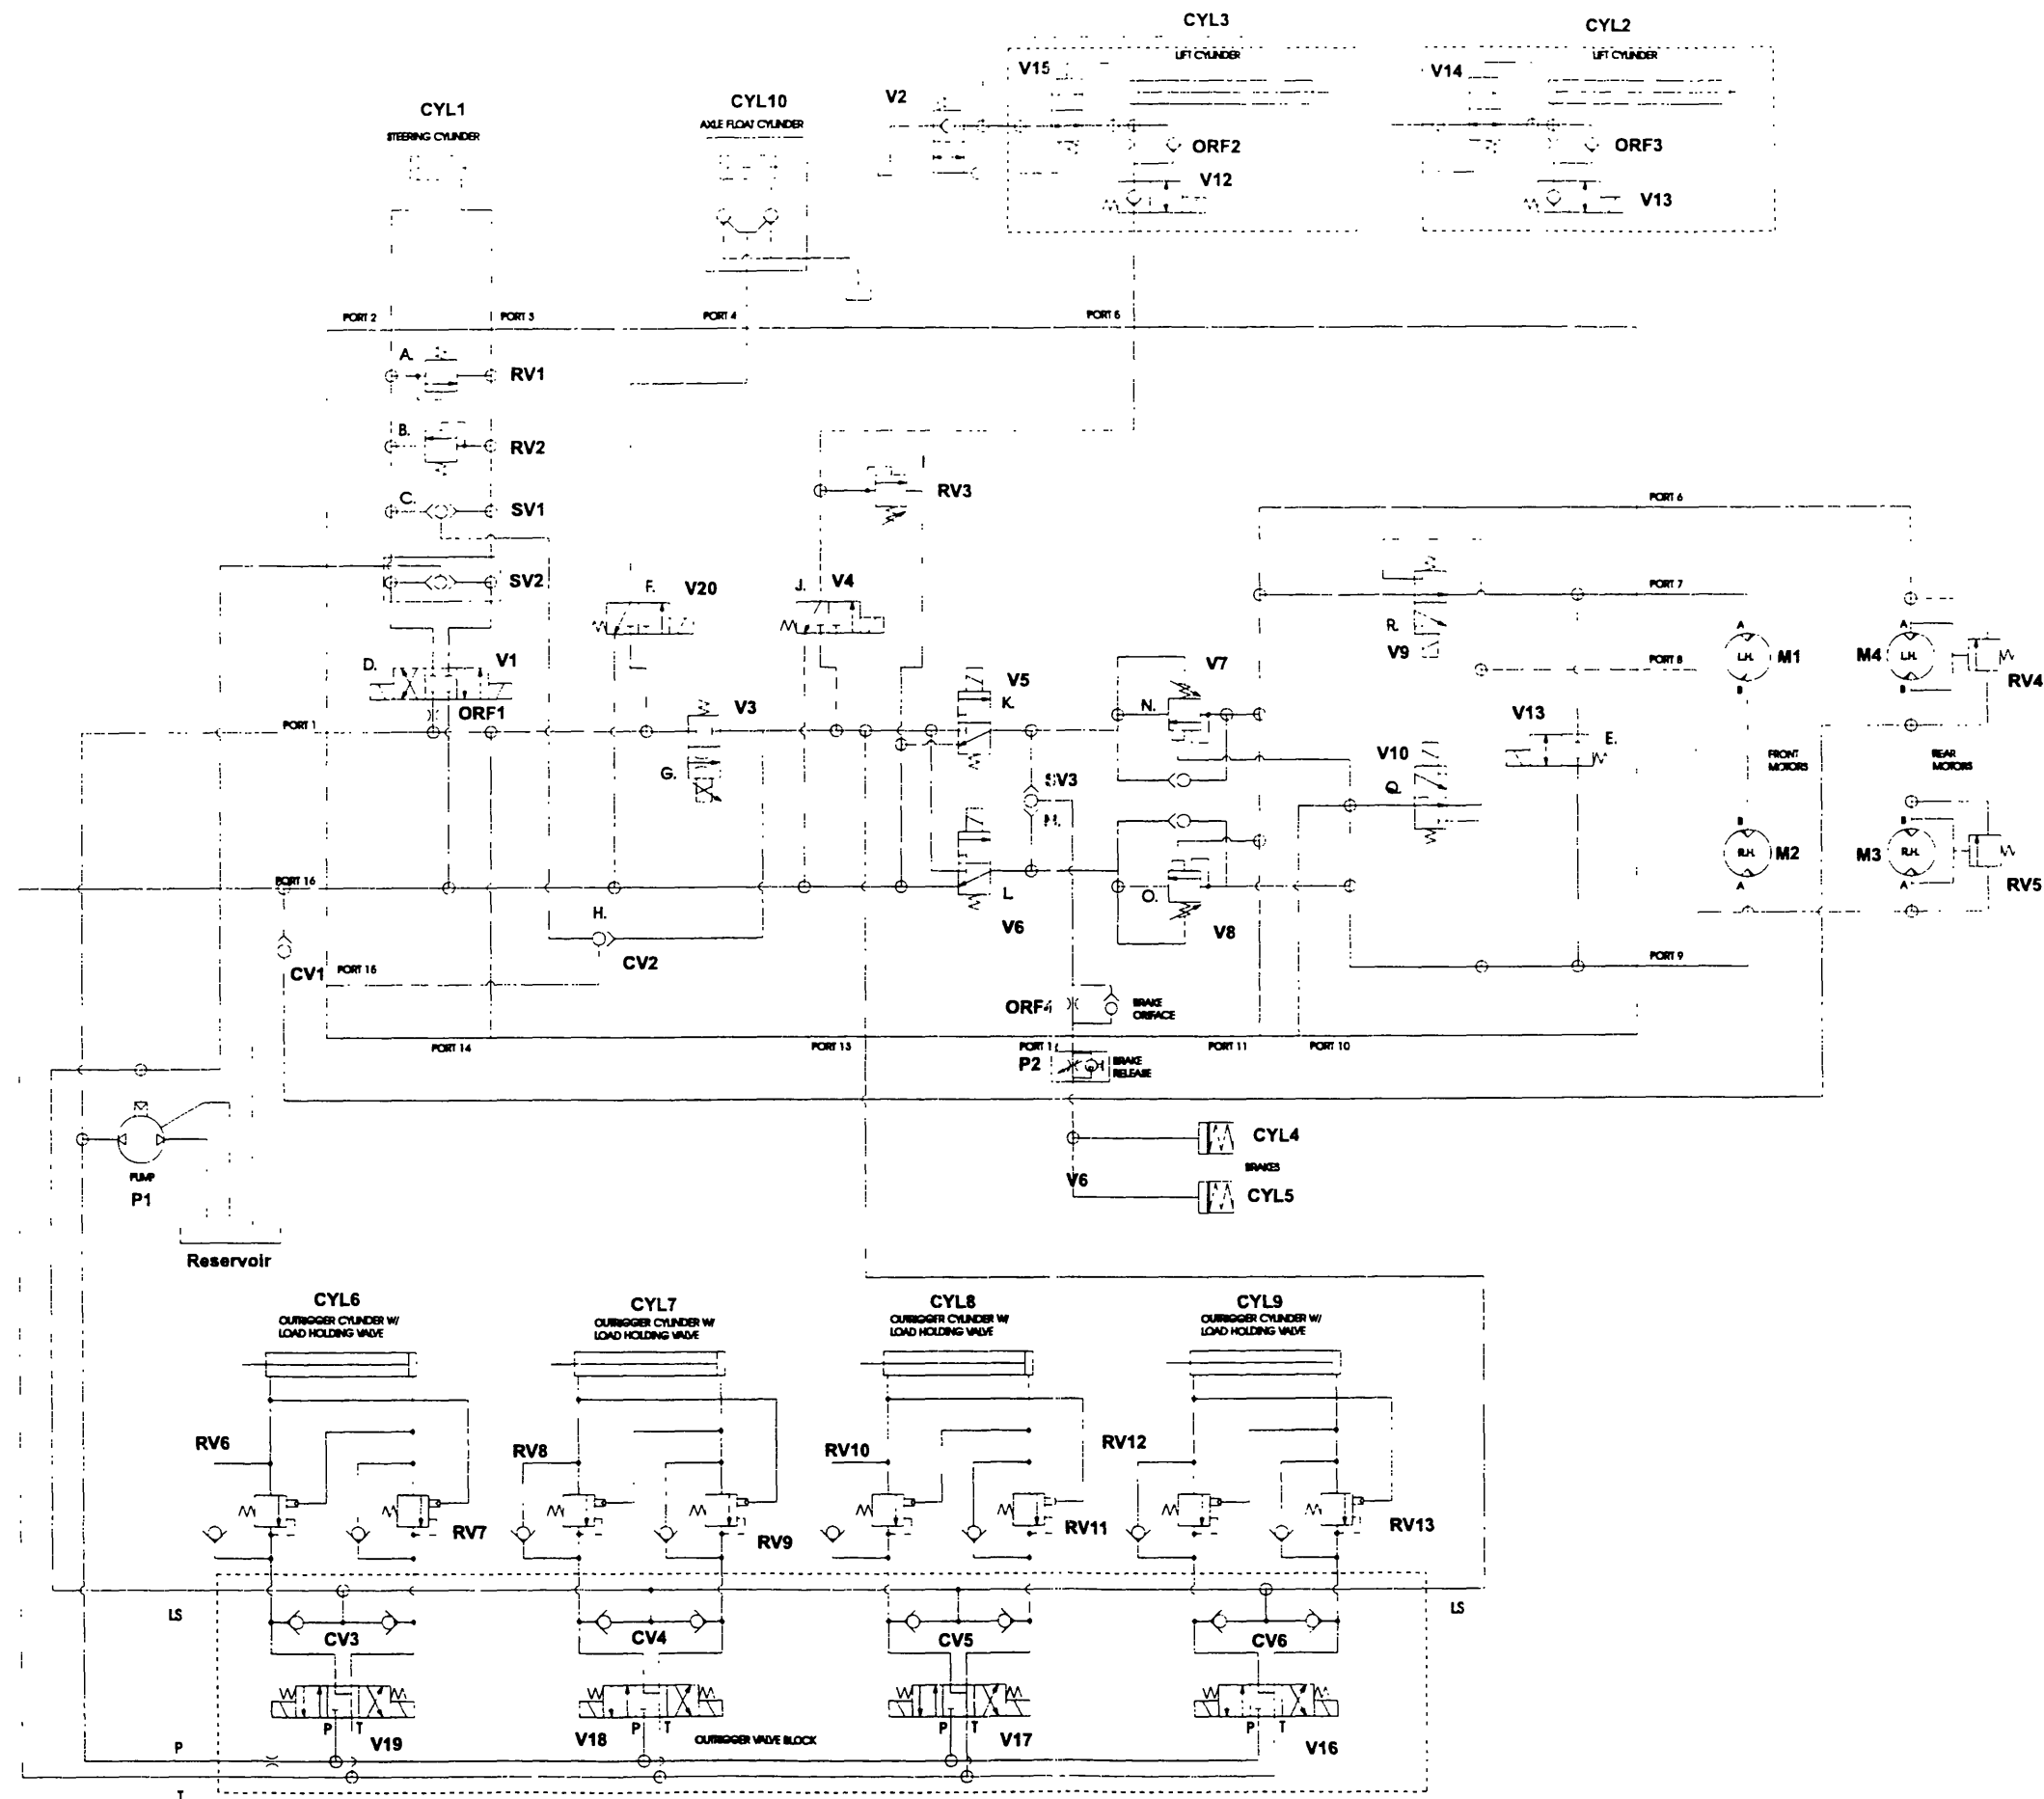 CYL3
CYL2
LIFT CYLINDER
LIFT CYLINDER
V15
V14
V2
CYL1
CYL10
STEERING CYLINDER
AXLE FLOAT CYLINDER
ORF2
ORF3
V12
V13
PORT 2
PORT 3
PORT 4
PORT 5
A.
RV1
B.
RV2
RV3
C.
SV1
PORT 6
SV2
F.
V20
J.
V4
PORT 7
R.
V9
A
A
L.H.
M1
M4
L.H.
RV4
B
B
D.
V1
V5
V7
PORT 8
K.
N.
ORF1
V3
V13
PORT 1
E.
G.
V10
FRONT
MOTORS
REAR
MOTORS
SV3
Q.
M.
B
B
R.H.
M2
M3
R.H.
RV5
A
A
PORT 16
L
O.
H.
V6
V8
CV2
PORT 9
CV1
PORT 15
ORF4
BRAKE
ORIFACE
PORT 14
PORT 13
PORT 1
PORT 11
PORT 10
P2
BRAKE
RELEASE
PUMP
P1
CYL4
BRAKES
V6
CYL5
Reservoir
CYL6
CYL7
CYL8
CYL9
OUTRIGGER CYLINDER W/
LOAD HOLDING VALVE
OUTRIGGER CYLINDER W/
LOAD HOLDING VALVE
OUTRIGGER CYLINDER W/
LOAD HOLDING VALVE
OUTRIGGER CYLINDER W/
LOAD HOLDING VALVE
RV6
RV8
RV10
RV12
RV7
RV9
RV11
RV13
LS
LS
CV3
CV4
CV5
CV6
P T
P T
P T
P T
V19
V18
OUTRIGGER VALVE BLOCK
V17
V16
P
T